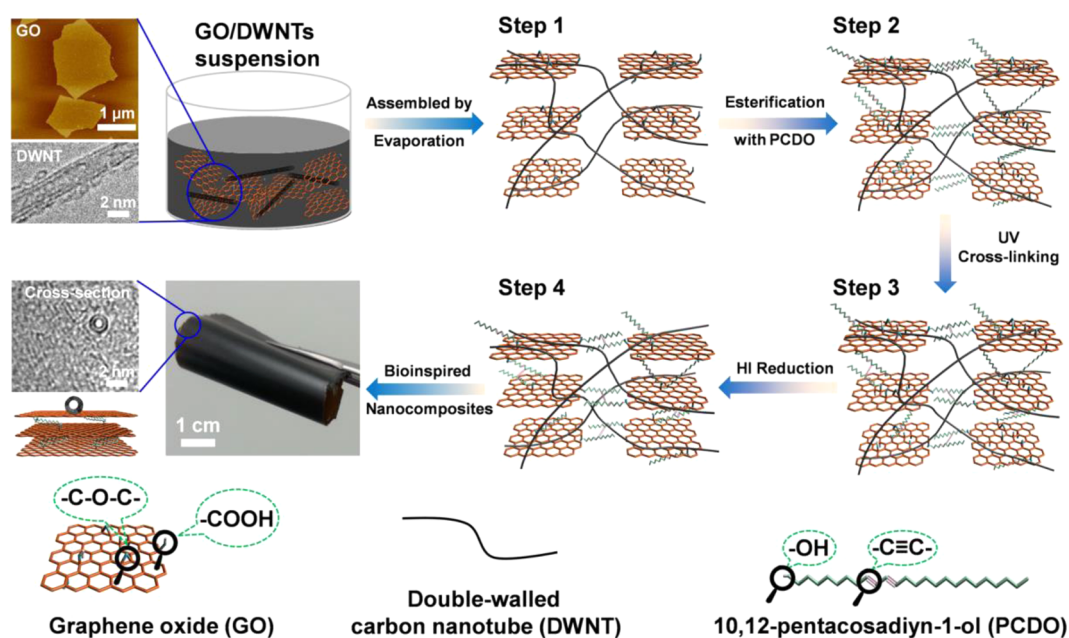 GO
1 μm
DWNT
2 nm
GO/DWNTs
suspension
Assembled by
Evaporation
Step 1
Esterification
with PCDO
Step 2
UV
Cross-linking
Step 3
HI Reduction
Step 4
Bioinspired
Nanocomposites
1 cm
Cross-section
2 nm
-C-O-C-
-COOH
Graphene oxide (GO)
Double-walled
carbon nanotube (DWNT)
-OH
-C≡C-
10,12-pentacosadiyn-1-ol (PCDO)